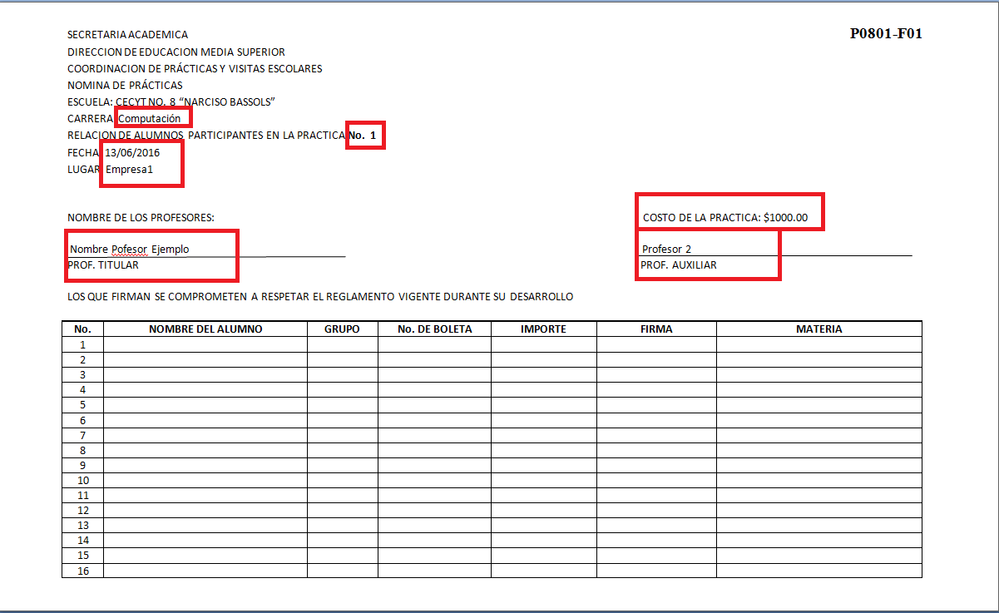 SECRETARIA ACADEMICA
P0801-F01
DIRECCION DE EDUCACION MEDIA SUPERIOR
COORDINACION DE PRÁCTICAS Y VISITAS ESCOLARES
NOMINA DE PRÁCTICAS
ESCUELA: CECYT NO. 8 “NARCISO BASSOLS”
CARRERA Computación
RELACION DE ALUMNOS PARTICIPANTES EN LA PRACTICA No. 1
FECHA 13/06/2016
LUGAR Empresa1
NOMBRE DE LOS PROFESORES: COSTO DE LA PRACTICA: $1000.00
Nombre Pofesor Ejemplo Profesor 2
PROF. TITULAR PROF. AUXILIAR
LOS QUE FIRMAN SE COMPROMETEN A RESPETAR EL REGLAMENTO VIGENTE DURANTE SU DESARROLLO
No. NOMBRE DEL ALUMNO GRUPO No. DE BOLETA IMPORTE FIRMA MATERIA
1
2
3
4
5
6
7
8
9
10
11
12
13
14
15
16